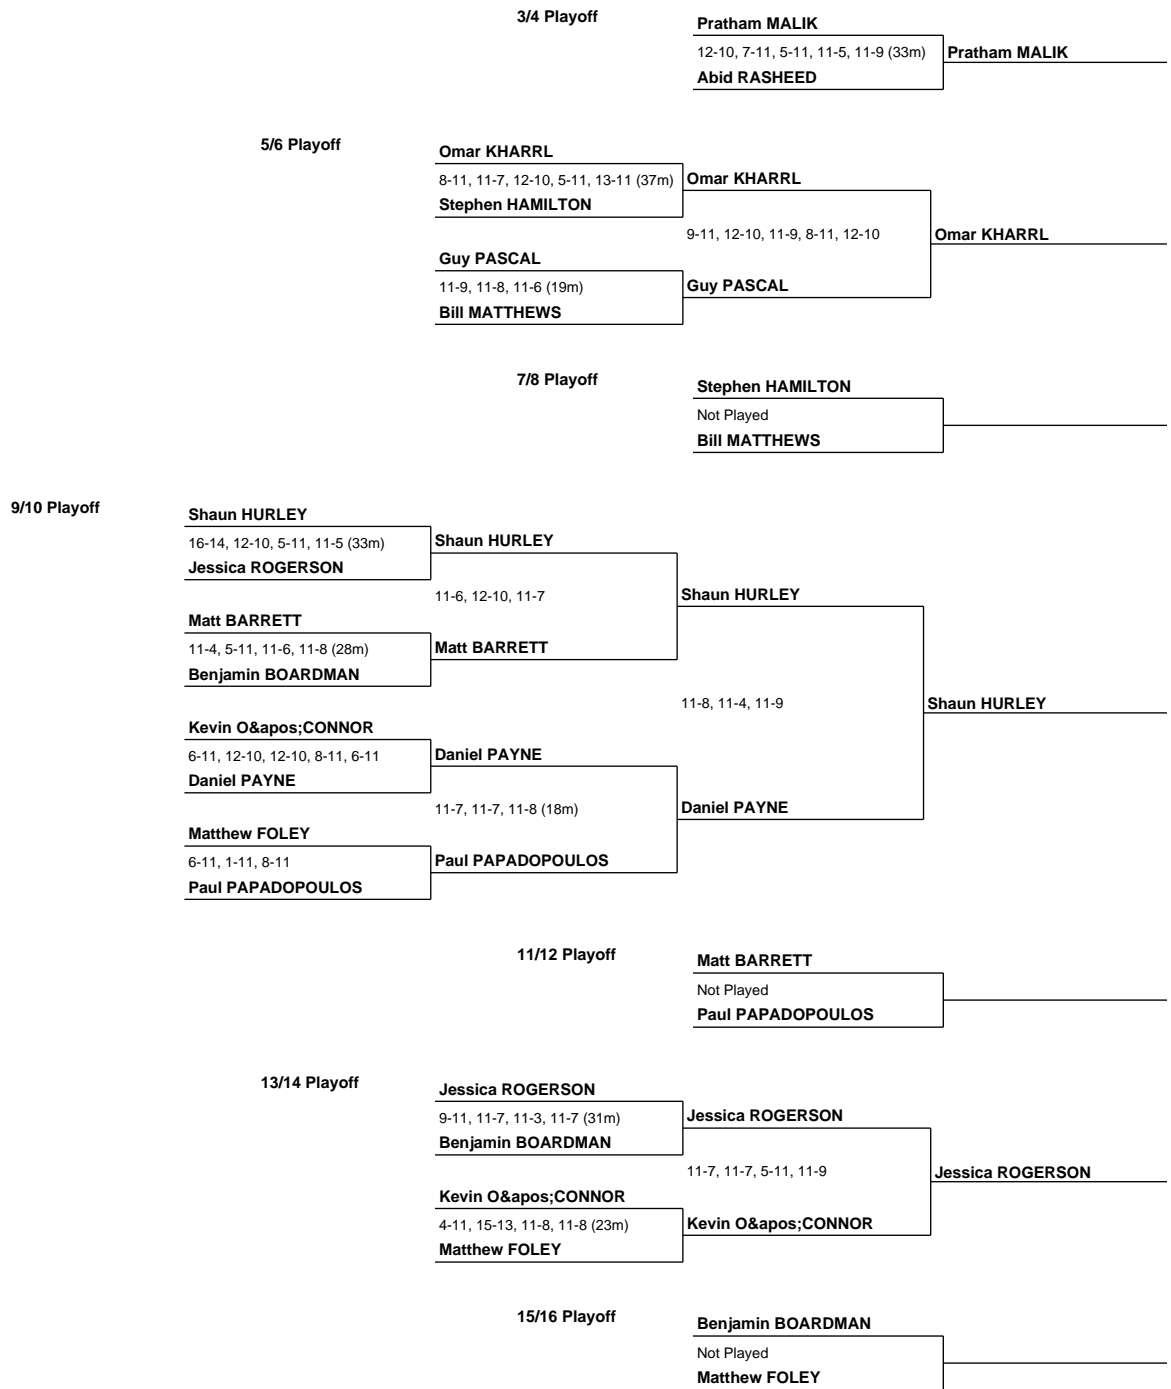 3/4 Playoff
Pratham MALIK
12-10, 7-11, 5-11, 11-5, 11-9 (33m)
Pratham MALIK
Abid RASHEED
5/6 Playoff
Omar KHARRL
8-11, 11-7, 12-10, 5-11, 13-11 (37m)
Omar KHARRL
Stephen HAMILTON
9-11, 12-10, 11-9, 8-11, 12-10
Omar KHARRL
Guy PASCAL
11-9, 11-8, 11-6 (19m)
Guy PASCAL
Bill MATTHEWS
7/8 Playoff
Stephen HAMILTON
Not Played
Bill MATTHEWS
9/10 Playoff
Shaun HURLEY
16-14, 12-10, 5-11, 11-5 (33m)
Shaun HURLEY
Jessica ROGERSON
11-6, 12-10, 11-7
Shaun HURLEY
Matt BARRETT
11-4, 5-11, 11-6, 11-8 (28m)
Matt BARRETT
Benjamin BOARDMAN
11-8, 11-4, 11-9
Shaun HURLEY
Kevin O&apos;CONNOR
6-11, 12-10, 12-10, 8-11, 6-11
Daniel PAYNE
Daniel PAYNE
11-7, 11-7, 11-8 (18m)
Daniel PAYNE
Matthew FOLEY
6-11, 1-11, 8-11
Paul PAPADOPOULOS
Paul PAPADOPOULOS
11/12 Playoff
Matt BARRETT
Not Played
Paul PAPADOPOULOS
13/14 Playoff
Jessica ROGERSON
9-11, 11-7, 11-3, 11-7 (31m)
Jessica ROGERSON
Benjamin BOARDMAN
11-7, 11-7, 5-11, 11-9
Jessica ROGERSON
Kevin O&apos;CONNOR
4-11, 15-13, 11-8, 11-8 (23m)
Kevin O&apos;CONNOR
Matthew FOLEY
15/16 Playoff
Benjamin BOARDMAN
Not Played
Matthew FOLEY